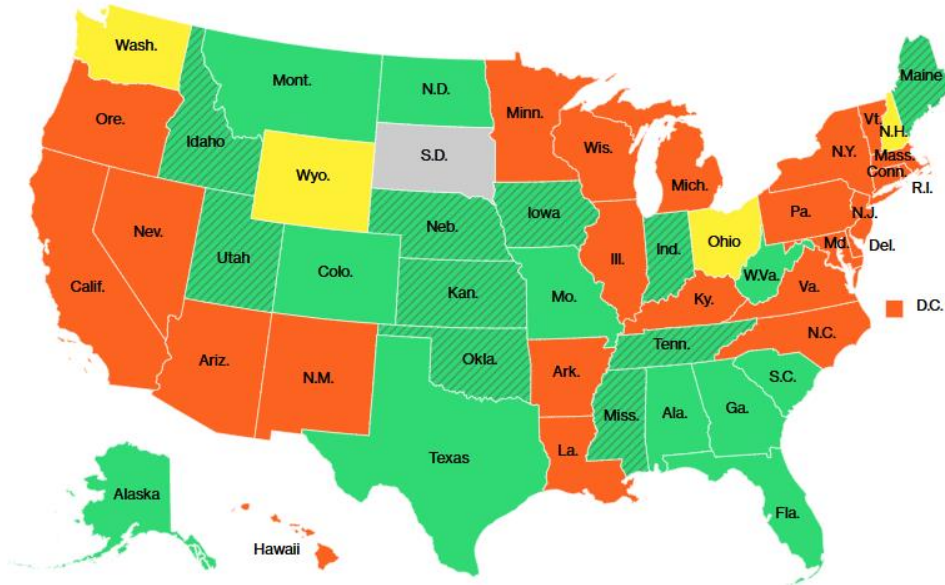 Wash.
Maine
Mont.
N.D.
Minn.
Vt.
N.H.
Ore.
Idaho
Wis.
N.Y.
Mass.
S.D.
Conn.
Wyo.
Mich.
R.I.
Pa.
N.J.
Iowa
Neb.
Nev.
Ohio
Md.
Del.
Ill.
Ind.
Utah
Colo.
W.Va.
Calif.
Va.
Kan.
Mo.
Ky.
D.C.
N.C.
Tenn.
Ariz.
Okla.
Ark.
N.M.
S.C.
Miss.
Ala.
Ga.
La.
Texas
Alaska
Fla.
Hawaii